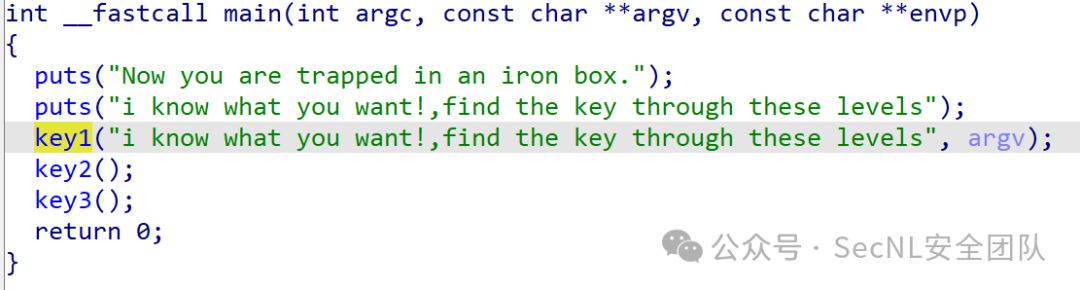 int __fastcall main(int argc, const char **argv, const char **envp)
{
  puts("Now you are trapped in an iron box.");
  puts("i know what you want!,find the key through these levels");
  key1("i know what you want!,find the key through these levels", argv);
  key2();
  key3();
  return 0;
}
公众号 · SecNL安全团队